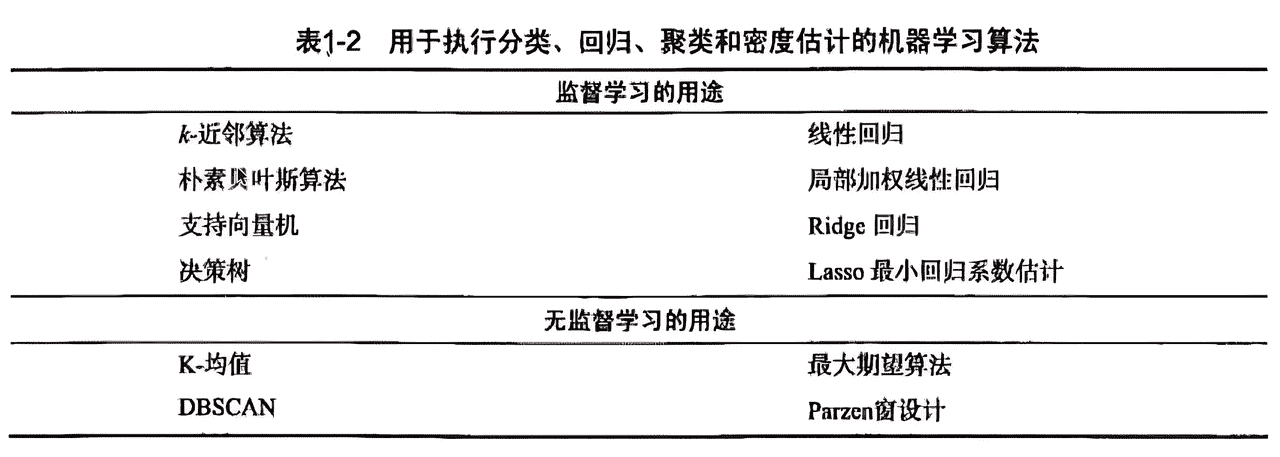 表1-2 用于执行分类、回归、聚类和密度估计的机器学习算法
监督学习的用途
k-近邻算法 线性回归
朴素贝叶斯算法 局部加权线性回归
支持向量机 Ridge 回归
决策树 Lasso 最小回归系数估计
无监督学习的用途
K-均值 最大期望算法
DBSCAN Parzen窗设计